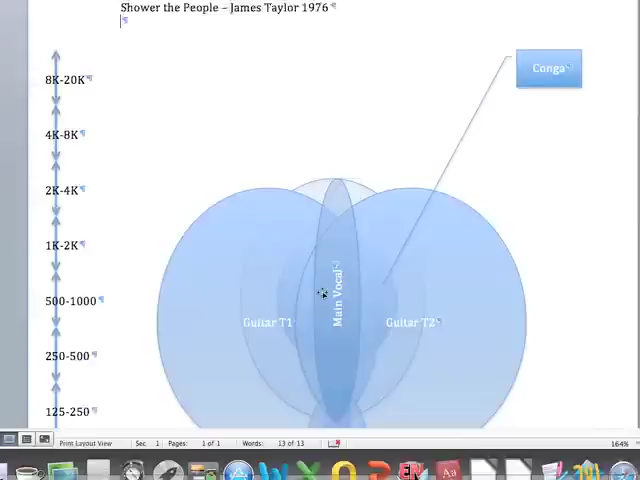 Shower the People – James Taylor 1976
Conga
8K-20K
4K-8K
2K-4K
1K-2K
500-1000
Main Vocal
Guitar T1
Guitar T2
250-500
125-250
Print Layout View Sec 1 Pages: 1 of 1 Words: 13 of 13 164%
EN
Aa